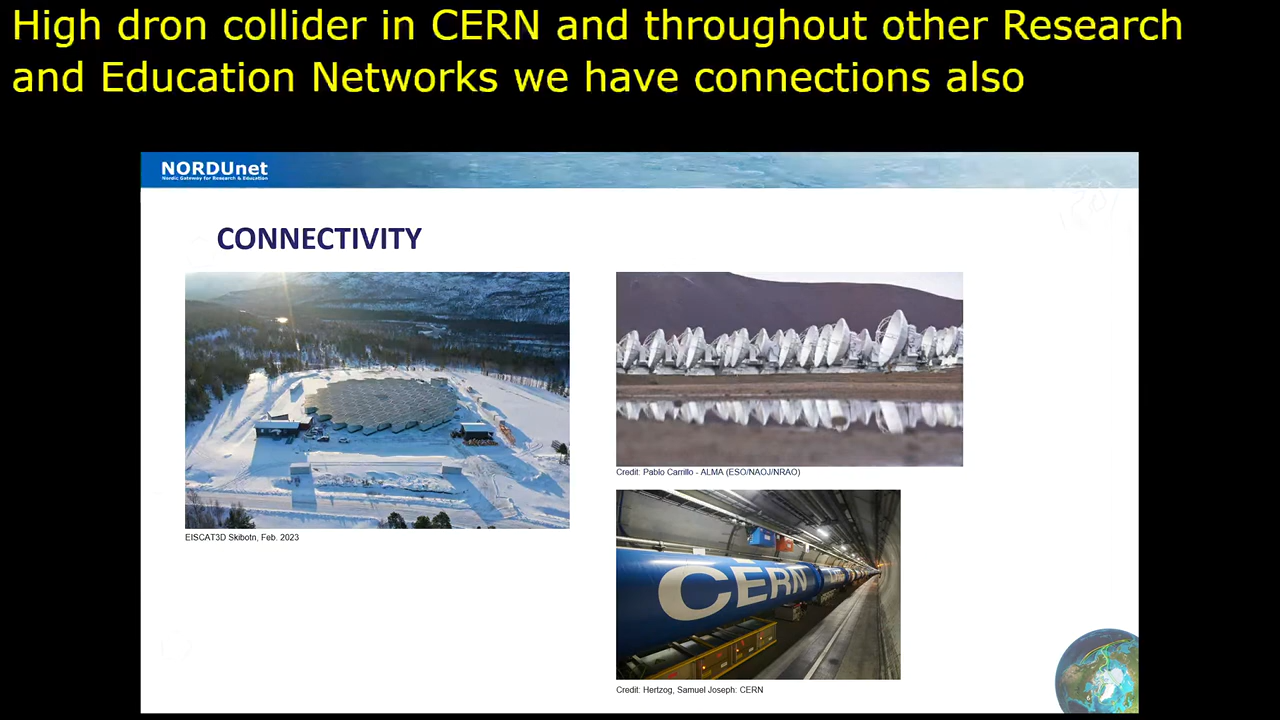 High dron collider in CERN and throughout other Research
and Education Networks we have connections also
NORDUnet
Nordic Gateway for Research & Education
CONNECTIVITY
EISCAT3D Skibotn, Feb. 2023
Credit: Pablo Carrillo - ALMA (ESO/NAOJ/NRAO)
CERN
Credit: Hertzog, Samuel Joseph: CERN